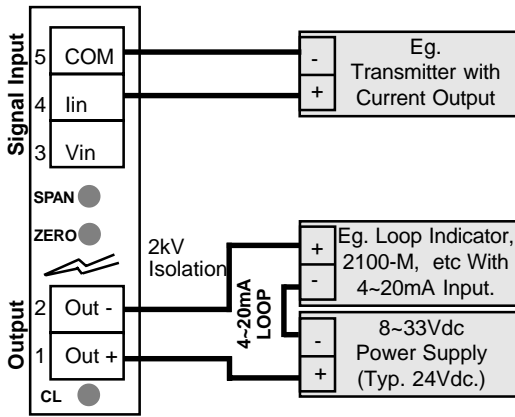 Signal Input
5 COM
4 Iin
3 Vin
SPAN
ZERO
Output
2 Out -
1 Out +
CL
2kV
Isolation
4~20mA
LOOP
-
+
Eg.
Transmitter with
Current Output
+
-
Eg. Loop Indicator,
2100-M, etc With
4~20mA Input.
-
+
8~33Vdc
Power Supply
(Typ. 24Vdc.)